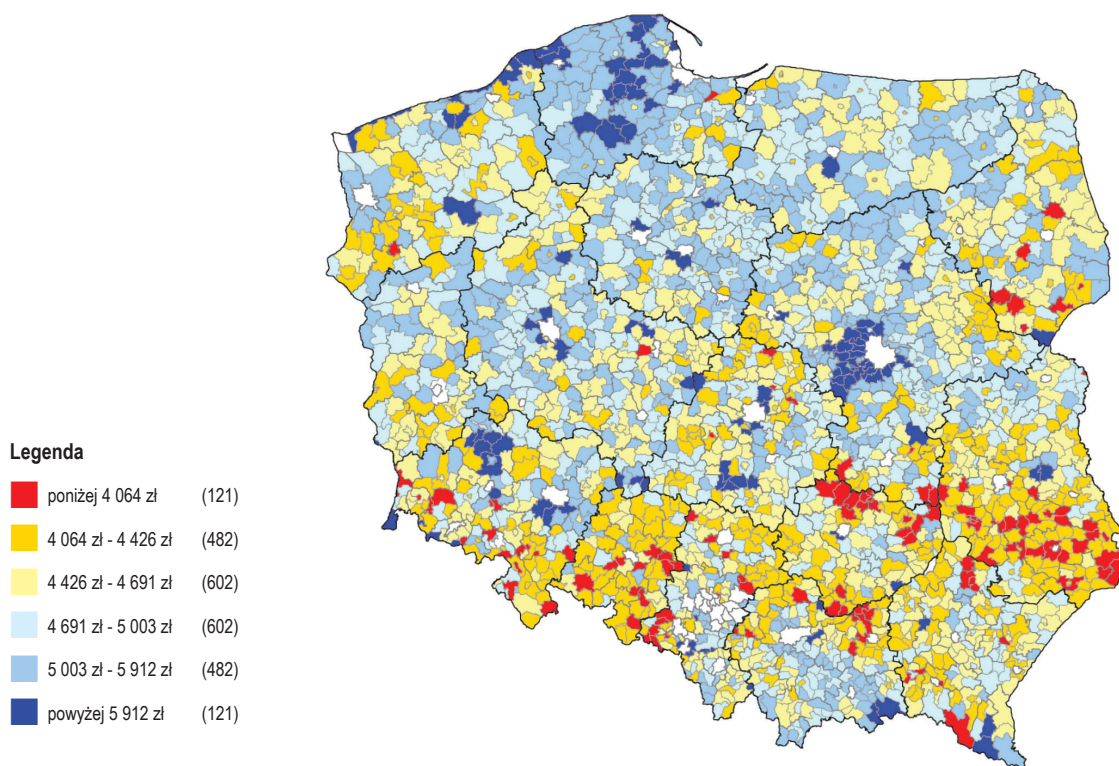 Legenda
poniżej 4 064 zł (121)
4 064 zł - 4 426 zł (482)
4 426 zł - 4 691 zł (602)
4 691 zł - 5 003 zł (602)
5 003 zł - 5 912 zł (482)
powyżej 5 912 zł (121)